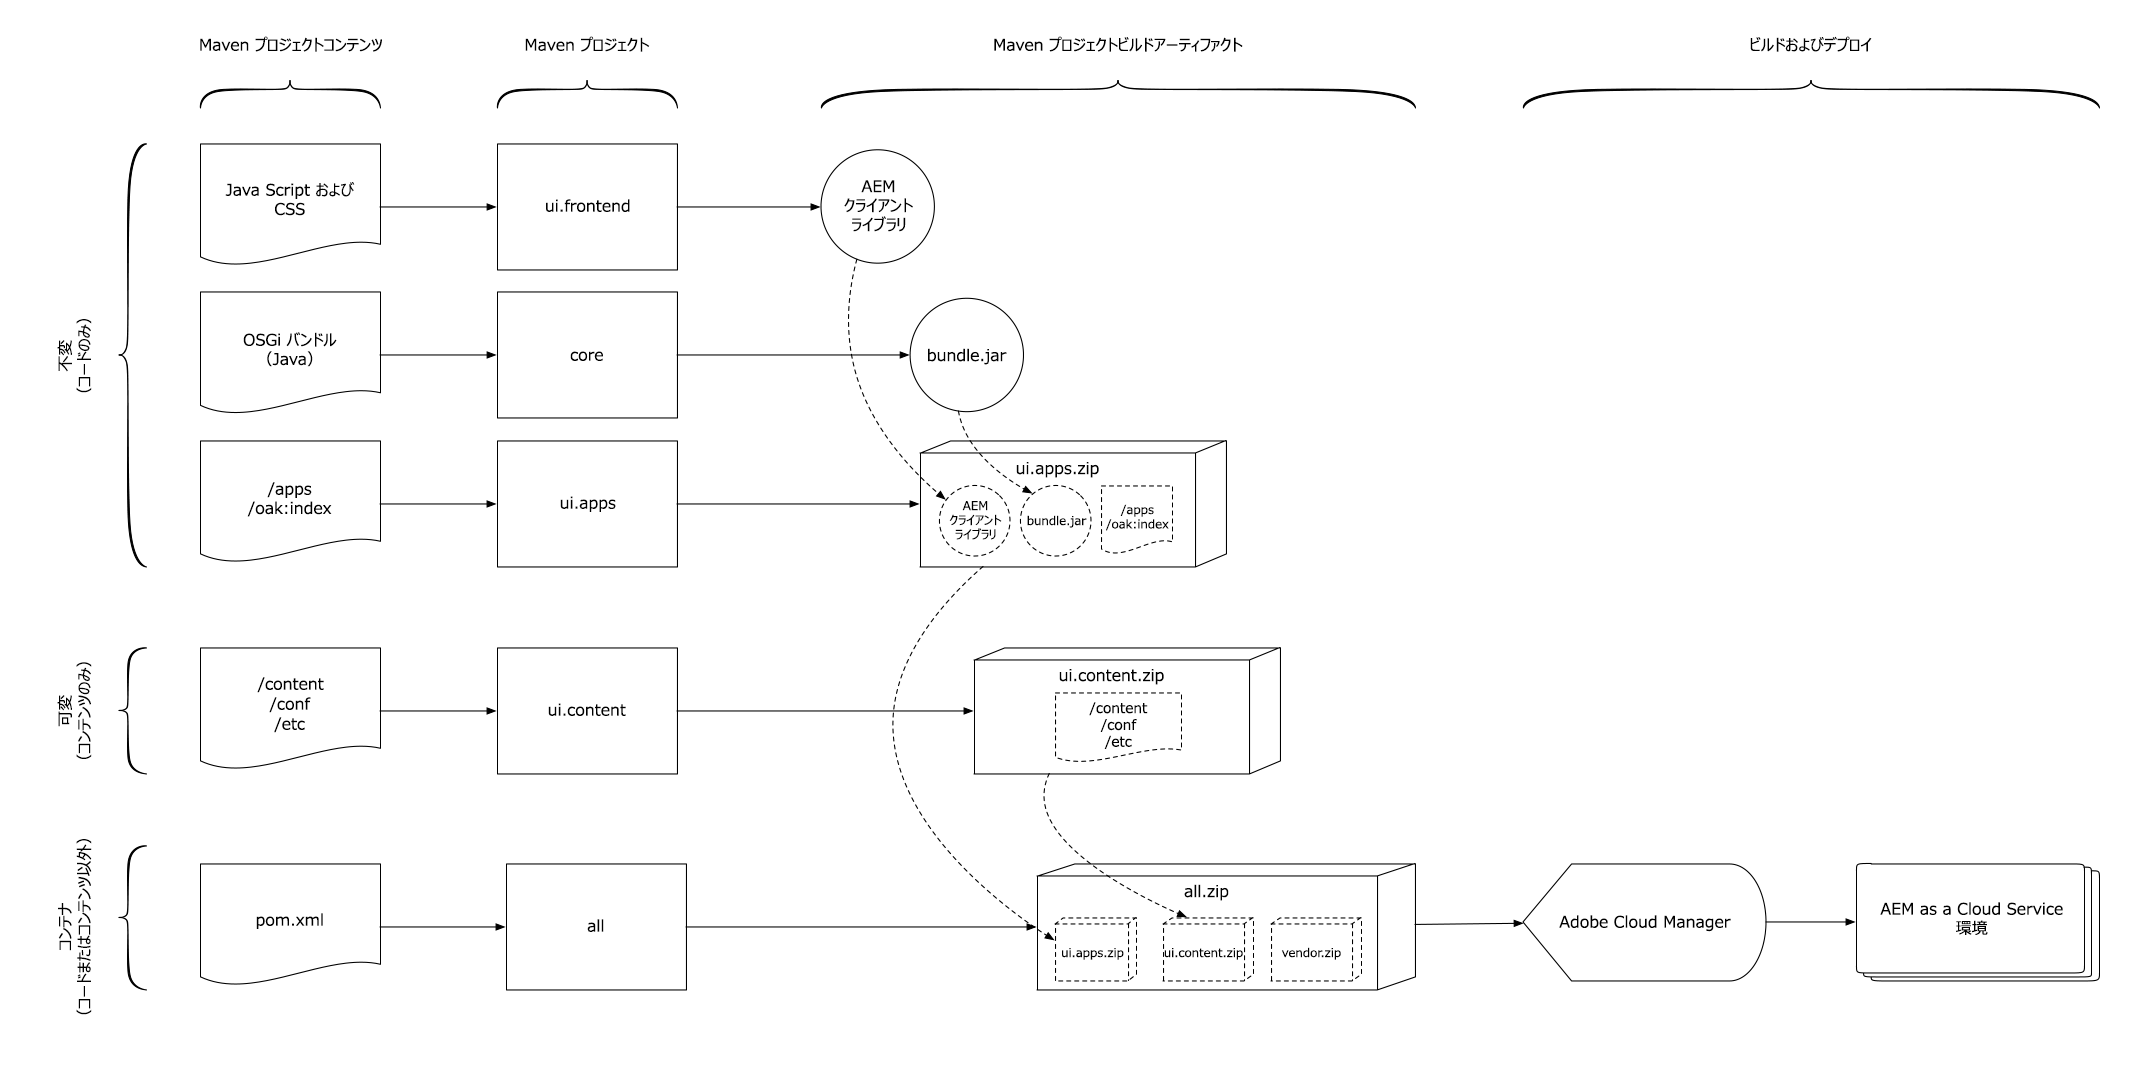 Maven プロジェクトコンテンツ
Maven プロジェクト
Maven プロジェクトビルドアーティファクト
ビルドおよびデプロイ
不変
(コードのみ)
Java Script および
CSS
ui.frontend
AEM
クライアント
ライブラリ
OSGi バンドル
(Java)
core
bundle.jar
/apps
/oak:index
ui.apps
ui.apps.zip
AEM
クライアント
ライブラリ
bundle.jar
/apps
/oak:index
可変
(コンテンツのみ)
/content
/conf
/etc
ui.content
ui.content.zip
/content
/conf
/etc
コンテナ
(コードまたはコンテンツ以外)
pom.xml
all
all.zip
ui.apps.zip
ui.content.zip
vendor.zip
Adobe Cloud Manager
AEM as a Cloud Service
環境